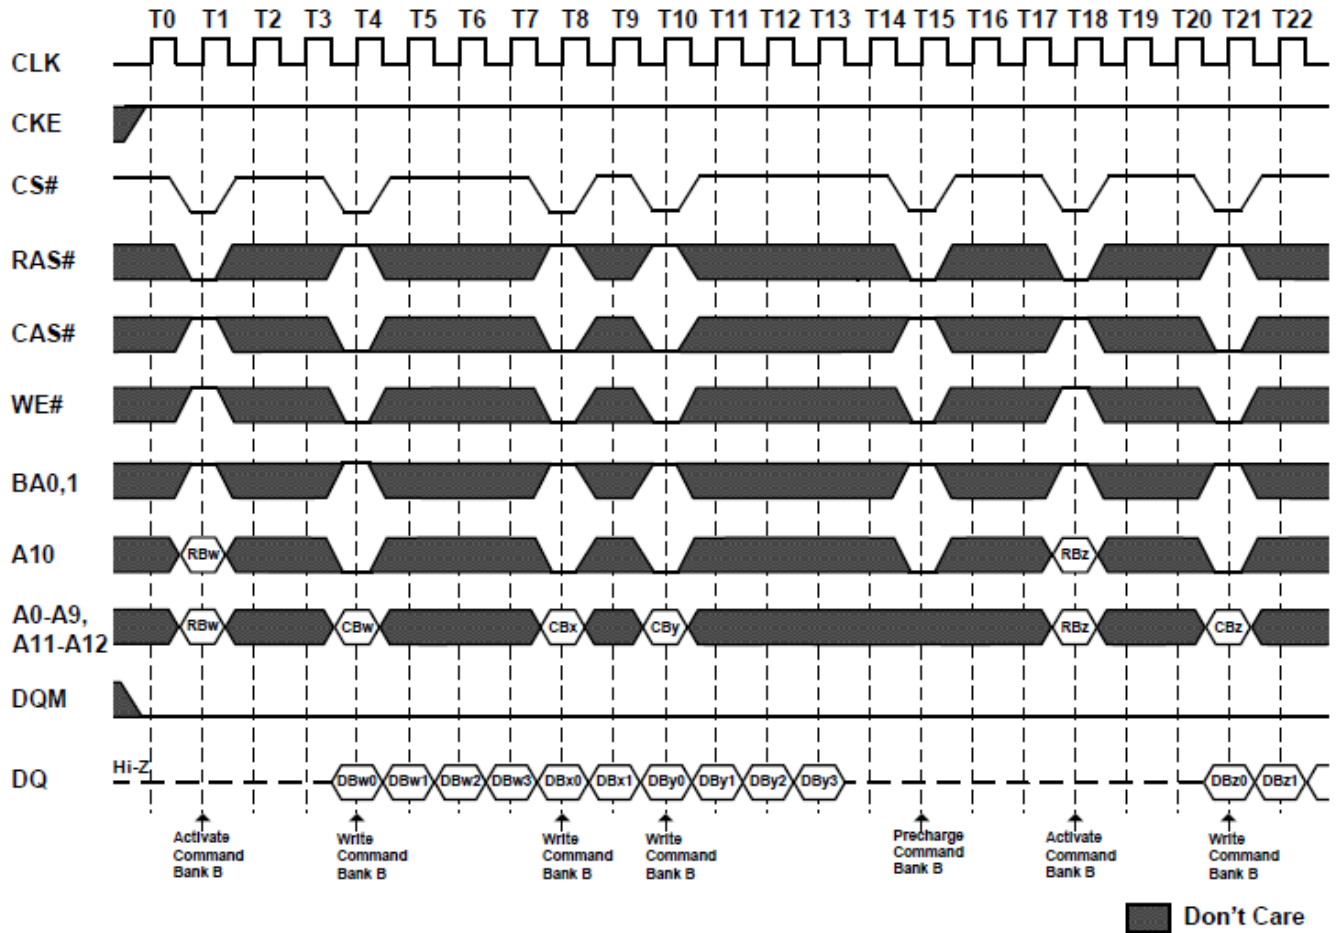 T0 T1 T2 T3 T4 T5 T6 T7 T8 T9 T10 T11 T12 T13 T14 T15 T16 T17 T18 T19 T20 T21 T22
CLK
CKE
CS#
RAS#
CAS#
WE#
BA0,1
A10 RBw RBz
A0-A9,
A11-A12 RBw CBw CBx CBy RBz CBz
DQM
DQ Hi-Z DBw0 DBw1 DBw2 DBw3 DBx0 DBx1 DBy0 DBy1 DBy2 DBy3 DBz0 DBz1
Activate
Command
Bank B
Write
Command
Bank B
Write
Command
Bank B
Write
Command
Bank B
Precharge
Command
Bank B
Activate
Command
Bank B
Write
Command
Bank B
Don't Care